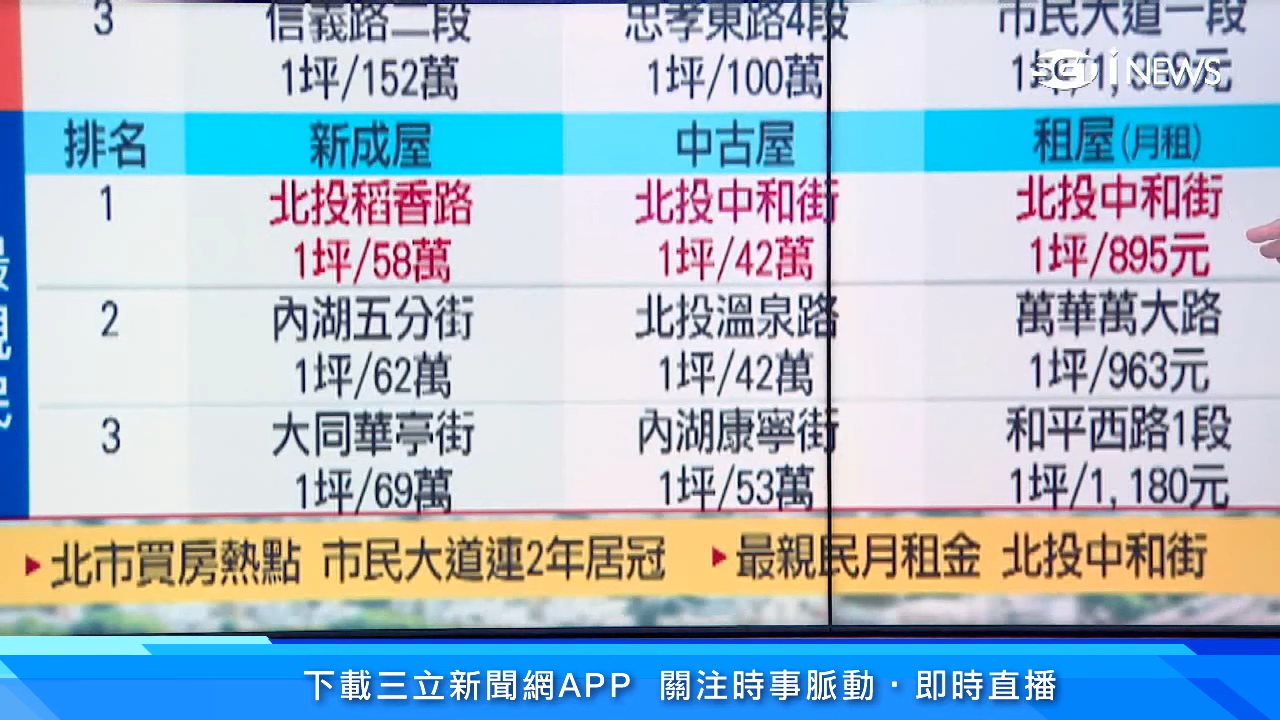 3 信義路二段 忠孝東路4段 市民大道一段
1坪/152萬 1坪/100萬
SETi NEWS
排名 新成屋 中古屋 租屋(月租)
1 北投稻香路 北投中和街 北投中和街
1坪/58萬 1坪/42萬 1坪/895元
2 內湖五分街 北投溫泉路 萬華萬大路
1坪/62萬 1坪/42萬 1坪/963元
3 大同華亭街 內湖康寧街 和平西路1段
1坪/69萬 1坪/53萬 1坪/1,180元
最親民
▸北市買房熱點 市民大道連2年居冠 ▸最親民月租金 北投中和街
下載三立新聞網APP 關注時事脈動·即時直播